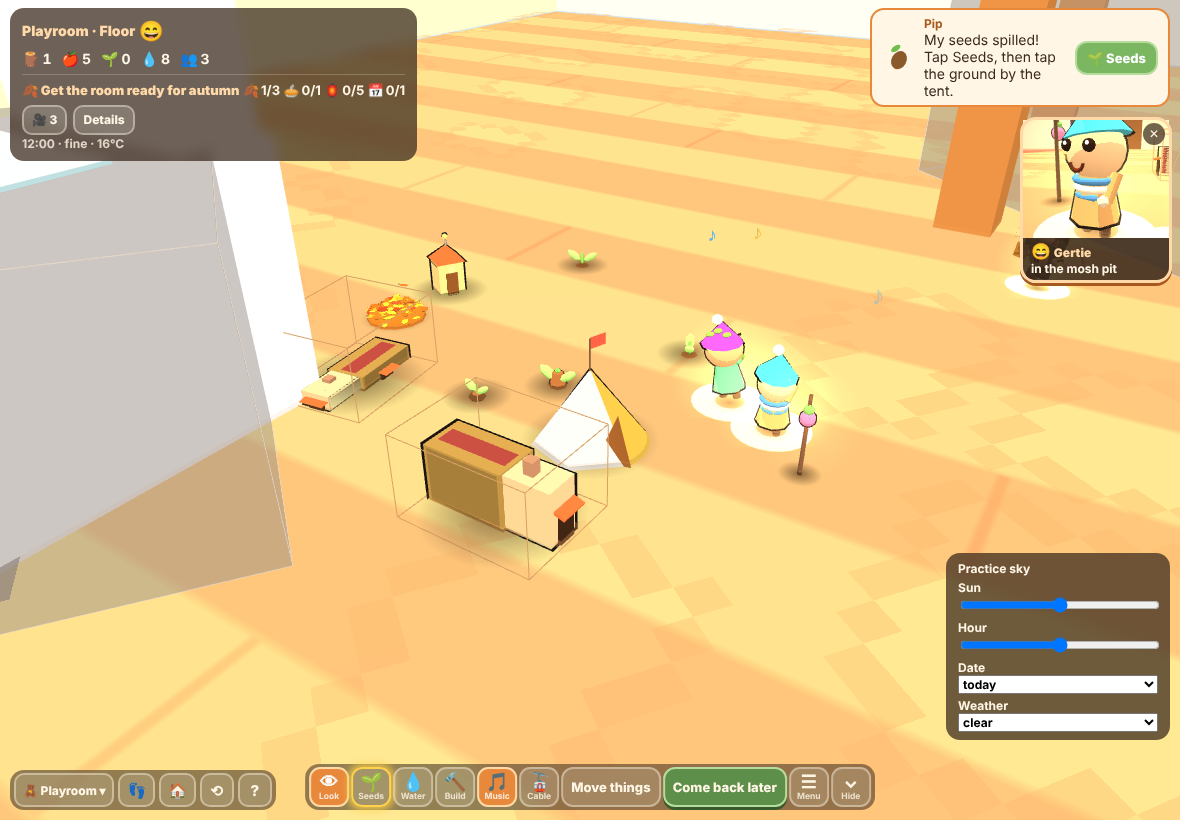 Playroom · Floor
1 5 0 8 3
Get the room ready for autumn 1/3 0/1 0/5 0/1
3 Details
12:00 · fine · 16°C
Pip
My seeds spilled!
Tap Seeds, then tap
the ground by the
tent.
Seeds
Gertie
in the mosh pit
Practice sky
Sun
Hour
Date
today
Weather
clear
Playroom ▾
?
Look
Seeds
Water
Build
Music
Cable
Move things
Come back later
Menu
Hide